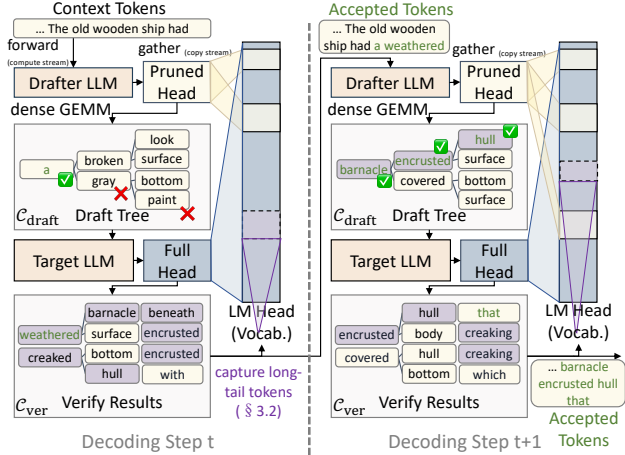 Context Tokens
... The old wooden ship had
forward
(compute stream)
gather (copy stream)
Drafter LLM
Pruned
Head
dense GEMM
look
broken
surface
a
gray
bottom
paint
C_draft
Draft Tree
Target LLM
Full
Head
LM Head
(Vocab.)
barnacle
beneath
weathered
surface
encrusted
creaked
bottom
encrusted
hull
with
C_ver
Verify Results
capture long-
tail tokens
( § 3.2)
Decoding Step t
Accepted Tokens
... The old wooden
ship had a weathered
gather (copy stream)
Drafter LLM
Pruned
Head
dense GEMM
hull
encrusted
surface
barnacle
covered
bottom
surface
C_draft
Draft Tree
Target LLM
Full
Head
LM Head
(Vocab.)
hull
that
encrusted
body
creaking
covered
hull
creaking
bottom
which
C_ver
Verify Results
... barnacle
encrusted hull
that
Accepted
Tokens
Decoding Step t+1